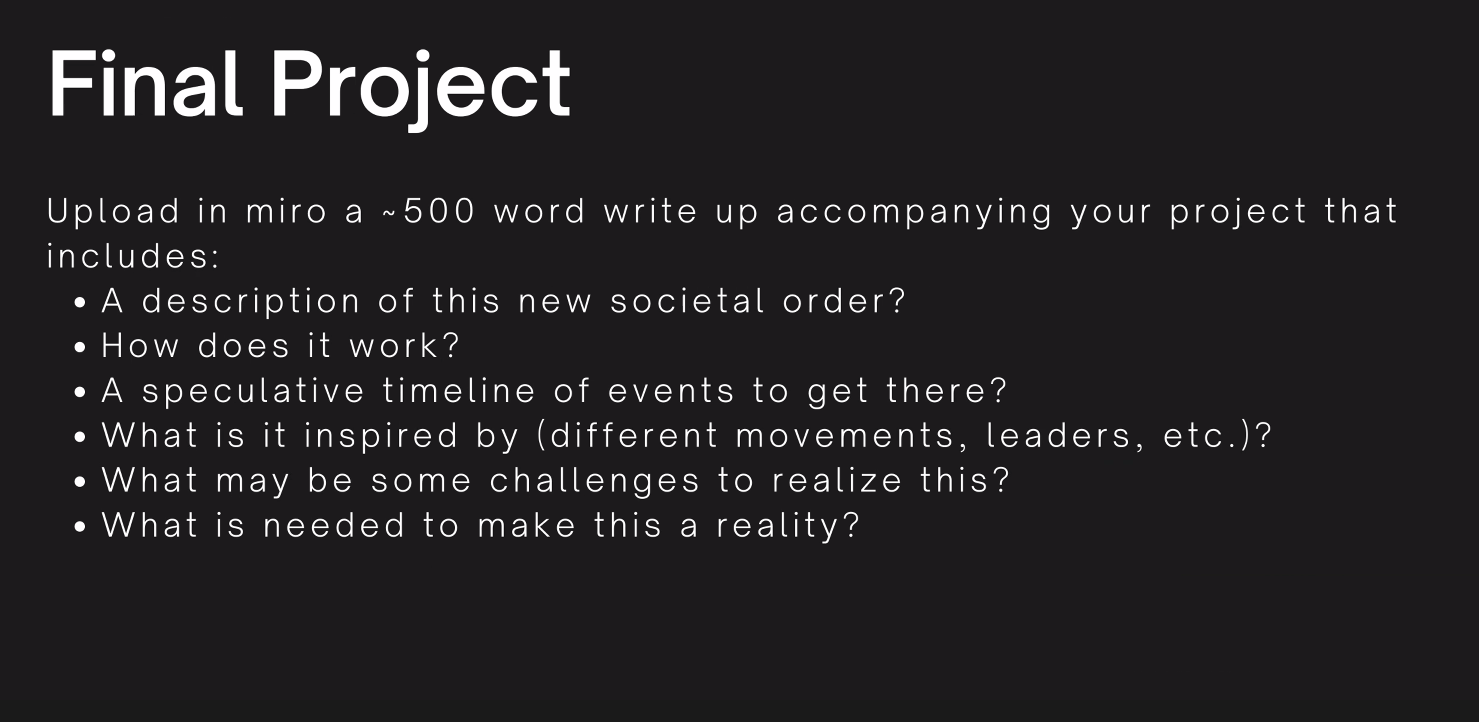 Final Project
Upload in miro a ~500 word write up accompanying your project that
includes:
• A description of this new societal order?
• How does it work?
• A speculative timeline of events to get there?
• What is it inspired by (different movements, leaders, etc.)?
• What may be some challenges to realize this?
• What is needed to make this a reality?